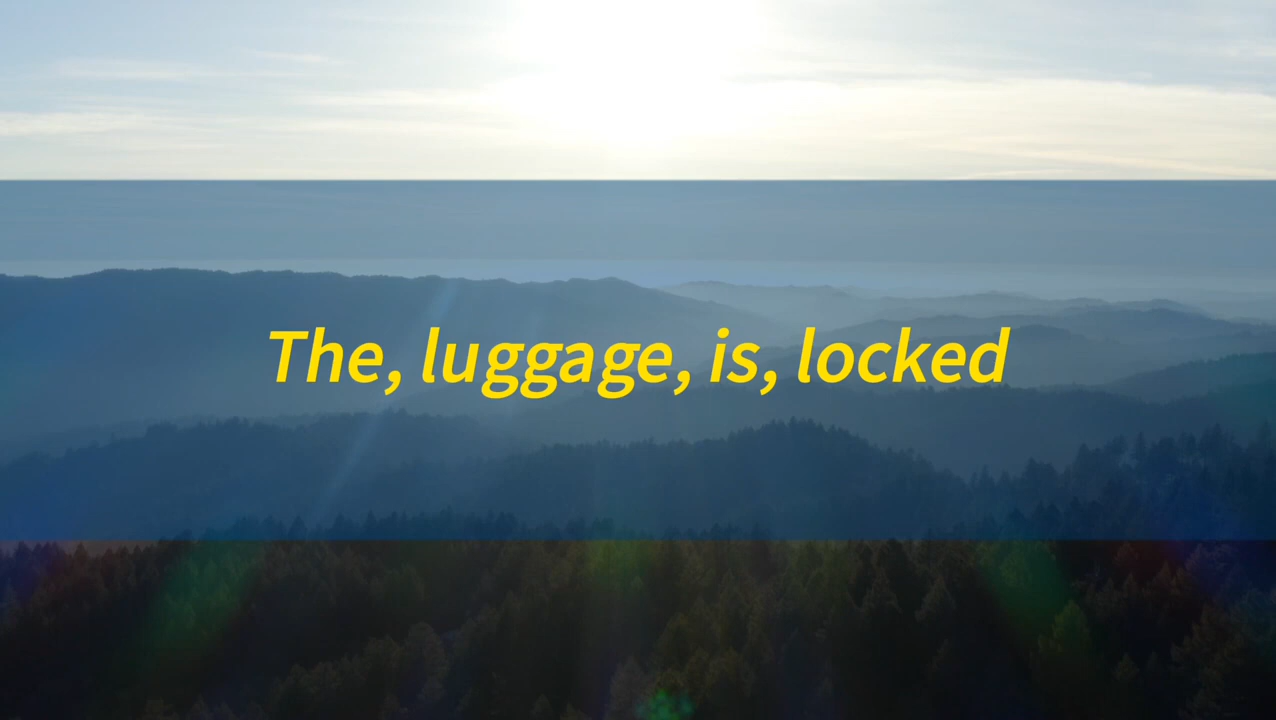 The, luggage, is, locked